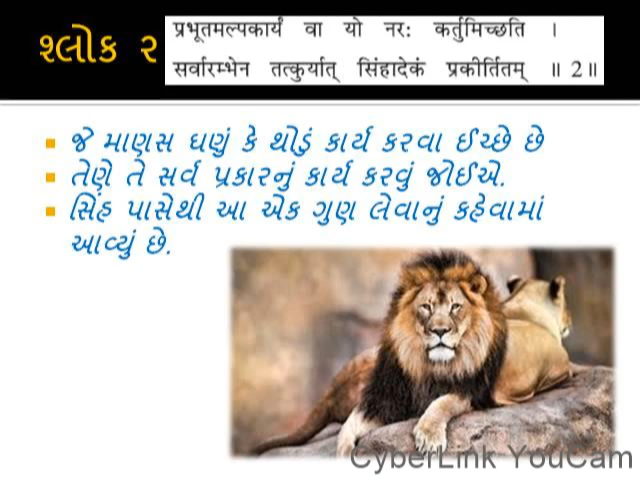 શ્લોક ૨
प्रभूतमल्पकार्यं वा यो नरः कर्तुमिच्छति ।
सर्वारम्भेन तत्कुर्यात् सिंहादेकं प्रकीर्तितम् ॥ 2॥
જે માણસ ઘણું કે થોડું કાર્ય કરવા ઈચ્છે છે
તેણે તે સર્વ પ્રકારનું કાર્ય કરવું જોઈએ.
સિંહ પાસેથી આ એક ગુણ લેવાનું કહેવામાં
આવ્યું છે.
CyberLink YouCam